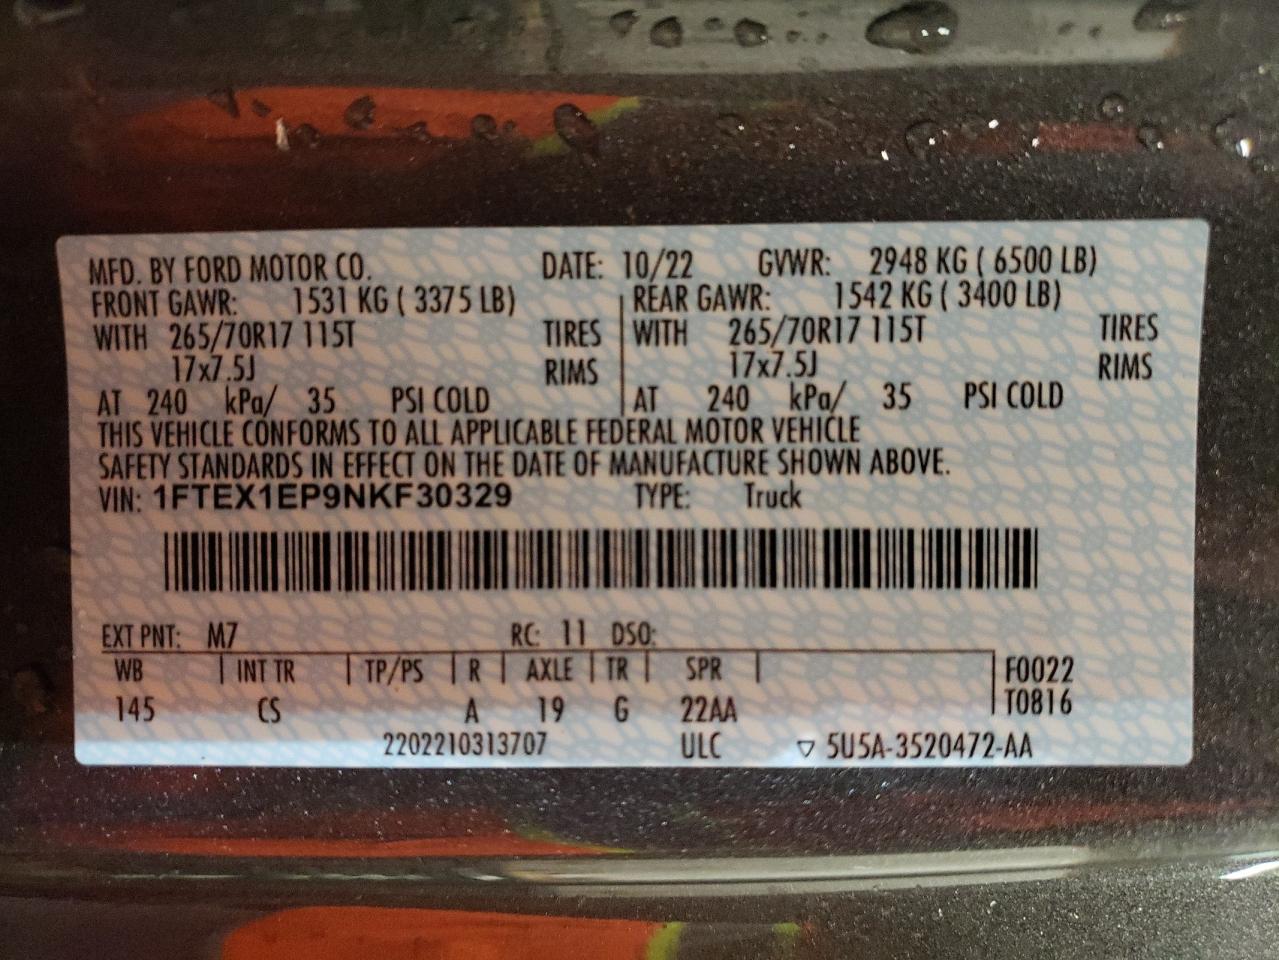 MFD. BY FORD MOTOR CO. DATE: 10/22 GVWR: 2948 KG ( 6500 LB)
FRONT GAWR: 1531 KG ( 3375 LB) REAR GAWR: 1542 KG ( 3400 LB)
WITH 265/70R17 115T TIRES WITH 265/70R17 115T TIRES
17x7.5J RIMS 17x7.5J RIMS
AT 240 kPa/ 35 PSI COLD AT 240 kPa/ 35 PSI COLD
THIS VEHICLE CONFORMS TO ALL APPLICABLE FEDERAL MOTOR VEHICLE
SAFETY STANDARDS IN EFFECT ON THE DATE OF MANUFACTURE SHOWN ABOVE.
VIN: 1FTEX1EP9NKF30329 TYPE: Truck
EXT PNT: M7 RC: 11 DSO:
WB INT TR TP/PS R AXLE TR SPR F0022
145 CS A 19 G 22AA T0816
2202210313707 ULC ▽ 5U5A-3520472-AA